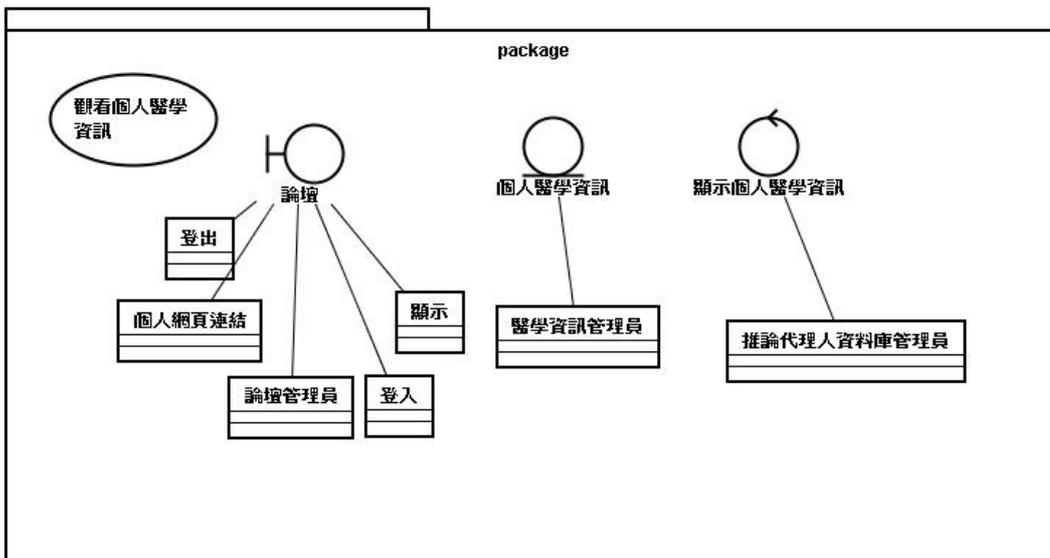 package
觀看個人醫學
資訊
論壇
個人醫學資訊
顯示個人醫學資訊
登出
個人網頁連結
顯示
醫學資訊管理員
推論代理人資料庫管理員
論壇管理員
登入